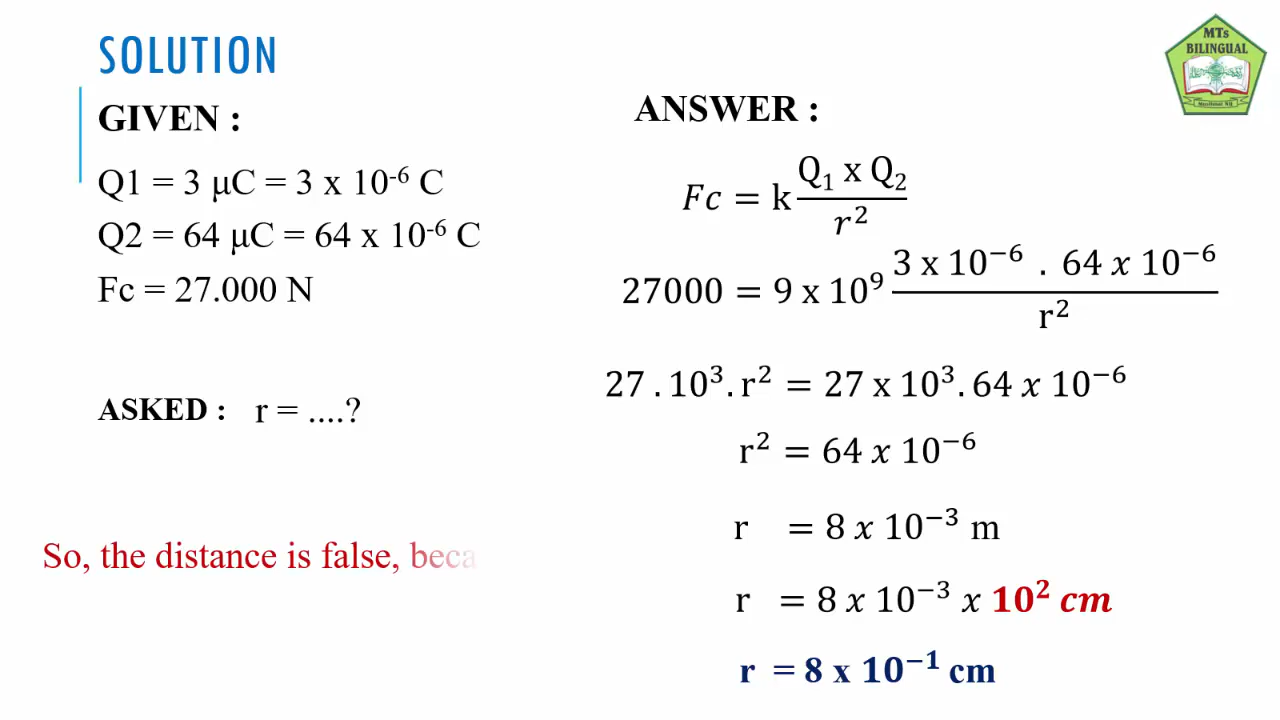 SOLUTION
MTs
BILINGUAL
GIVEN :
Q1 = 3 μC = 3 x 10⁻⁶ C
Q2 = 64 μC = 64 x 10⁻⁶ C
Fc = 27.000 N
ASKED : r = ....?
So, the distance is false,
ANSWER :
Fc = k (Q₁ x Q₂) / r²
27000 = 9 x 10⁹ (3 x 10⁻⁶ . 64 x 10⁻⁶) / r²
27 . 10³. r² = 27 x 10³. 64 x 10⁻⁶
r² = 64 x 10⁻⁶
r = 8 x 10⁻³ m
r = 8 x 10⁻³ x 10² cm
r = 8 x 10⁻¹ cm